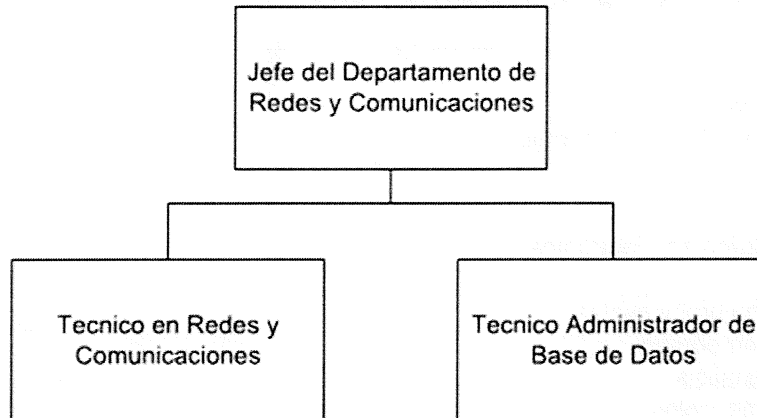 Jefe del Departamento de
Redes y Comunicaciones
Tecnico en Redes y
Comunicaciones
Tecnico Administrador de
Base de Datos